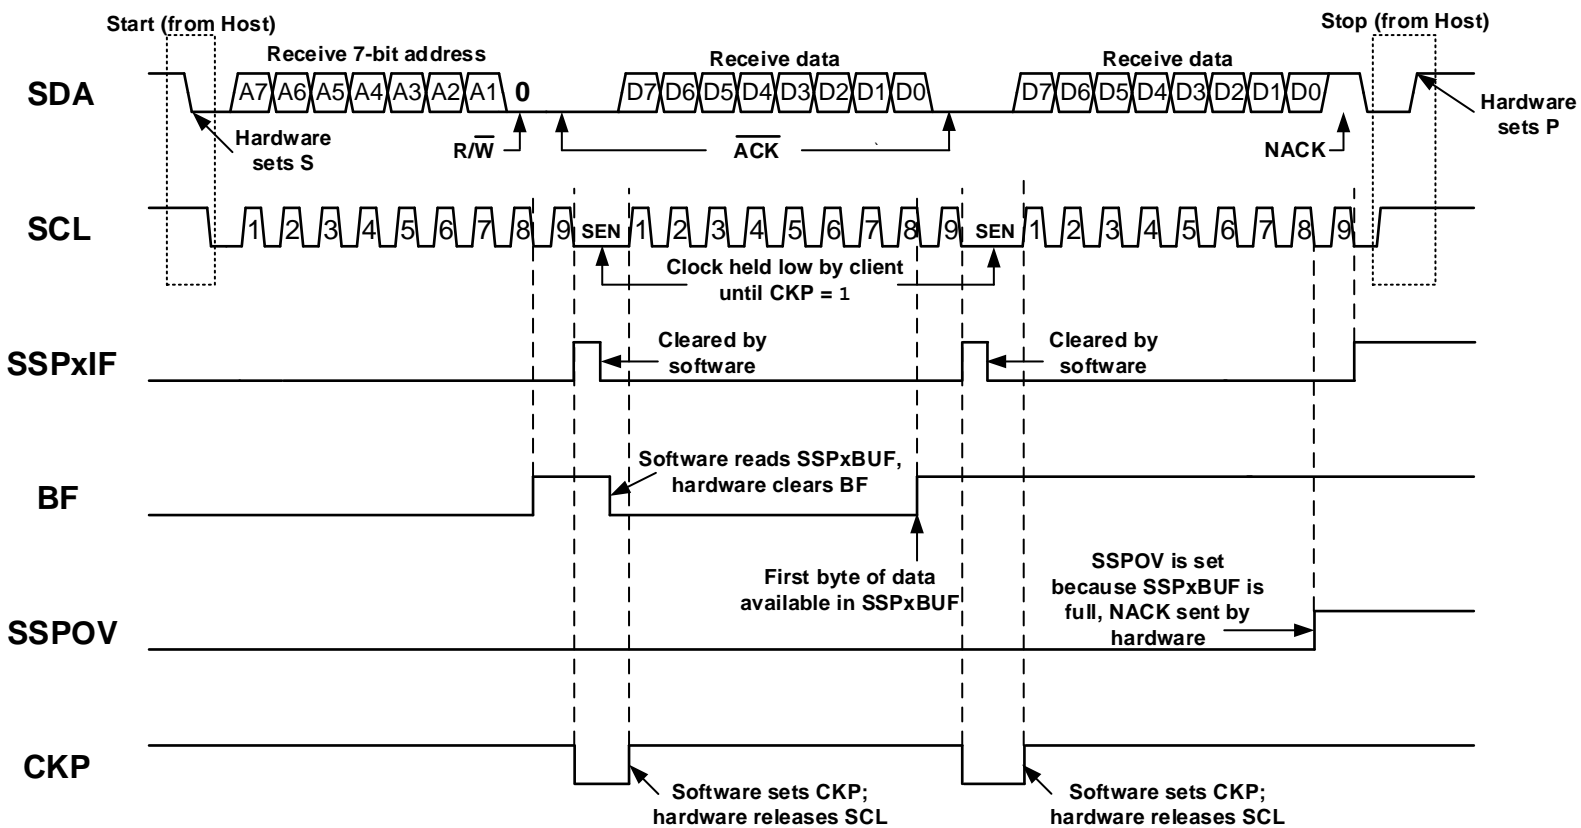 Start (from Host)
Stop (from Host)
Receive 7-bit address
Receive data
Receive data
SDA
A7 A6 A5 A4 A3 A2 A1 0
D7 D6 D5 D4 D3 D2 D1 D0
D7 D6 D5 D4 D3 D2 D1 D0
Hardware
sets S
R/W̅
A̅C̅K̅
NACK
Hardware
sets P
SCL
1 2 3 4 5 6 7 8 9 SEN 1 2 3 4 5 6 7 8 9 SEN 1 2 3 4 5 6 7 8 9
Clock held low by client
until CKP = 1
SSPxIF
Cleared by
software
Cleared by
software
BF
Software reads SSPxBUF,
hardware clears BF
First byte of data
available in SSPxBUF
SSPOV
SSPOV is set
because SSPxBUF is
full, NACK sent by
hardware
CKP
Software sets CKP;
hardware releases SCL
Software sets CKP;
hardware releases SCL